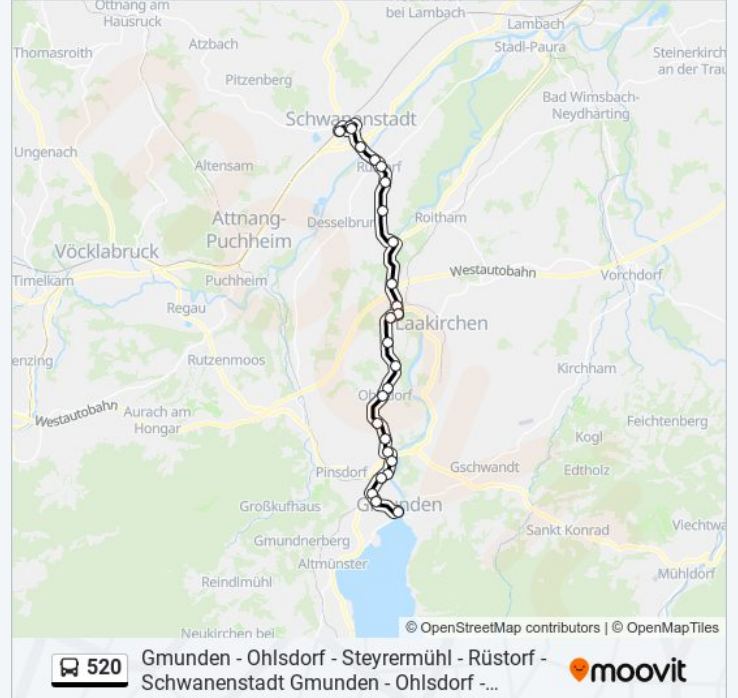 Ottnang am
Hausruck
bei Lambach
Lambach
Thomasroith
Atzbach
Stadl-Paura
Steinerkirch
an der Trau
Pitzenberg
Bad Wimsbach-
Neydharting
Schwanenstadt
Ungenach
Altensam
Desselbrun
Roitham
Attnang-
Puchheim
Vöcklabruck
Westautobahn
Vorchdorf
Timelkam
Puchheim
Regau
Laakirchen
enzing
Rutzenmoos
Kirchham
Westautobahn
Aurach am
Hongar
Feichtenberg
Kogl
Pinsdorf
Gschwandt
Edtholz
Großkufhaus
Gmunden
Gmundnerberg
Sankt Konrad
Viechtwa
Altmünster
Reindlmühl
Mühldorf
Neukirchen bei
© OpenStreetMap contributors | © OpenMapTiles
520
Gmunden - Ohlsdorf - Steyrermühl - Rüstorf -
Schwanenstadt Gmunden - Ohlsdorf -...
moovit